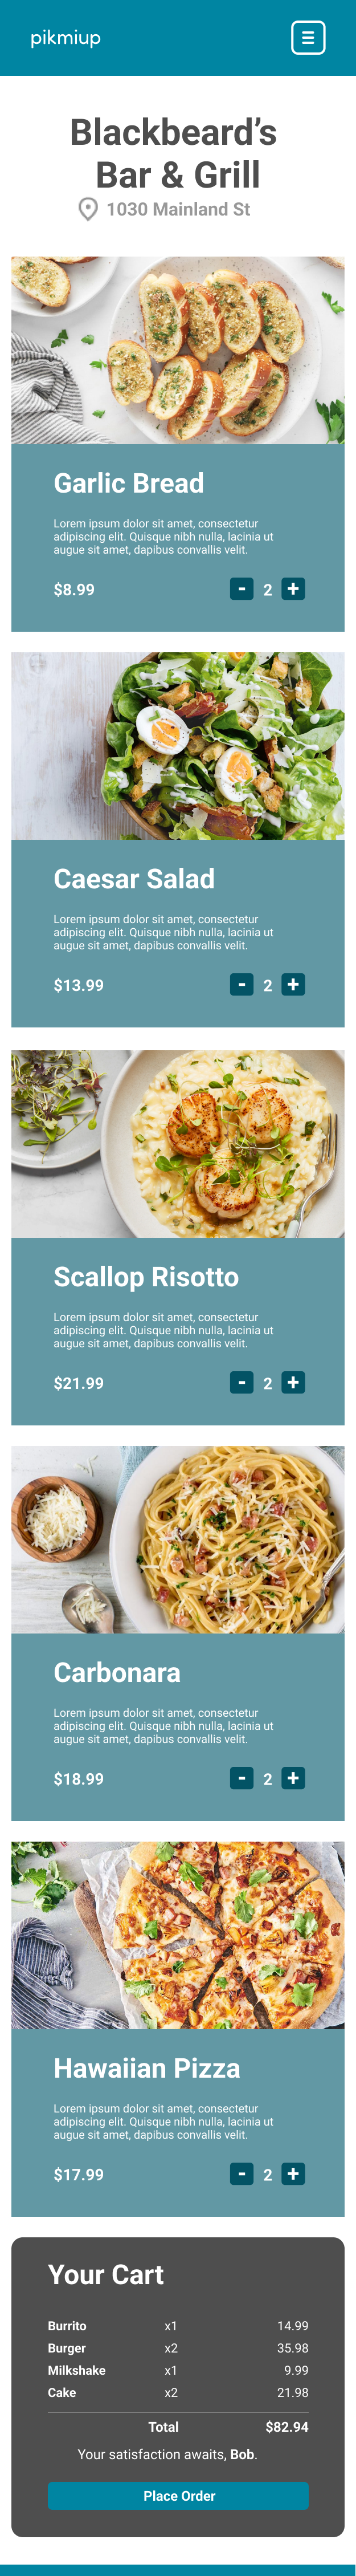 pikmiup
Blackbeard's
Bar & Grill
1030 Mainland St
Garlic Bread
Lorem ipsum dolor sit amet, consectetur
adipiscing elit. Quisque nibh nulla, lacinia ut
augue sit amet, dapibus convallis velit.
$8.99 - 2 +
Caesar Salad
Lorem ipsum dolor sit amet, consectetur
adipiscing elit. Quisque nibh nulla, lacinia ut
augue sit amet, dapibus convallis velit.
$13.99 - 2 +
Scallop Risotto
Lorem ipsum dolor sit amet, consectetur
adipiscing elit. Quisque nibh nulla, lacinia ut
augue sit amet, dapibus convallis velit.
$21.99 - 2 +
Carbonara
Lorem ipsum dolor sit amet, consectetur
adipiscing elit. Quisque nibh nulla, lacinia ut
augue sit amet, dapibus convallis velit.
$18.99 - 2 +
Hawaiian Pizza
Lorem ipsum dolor sit amet, consectetur
adipiscing elit. Quisque nibh nulla, lacinia ut
augue sit amet, dapibus convallis velit.
$17.99 - 2 +
Your Cart
Burrito x1 14.99
Burger x2 35.98
Milkshake x1 9.99
Cake x2 21.98
Total $82.94
Your satisfaction awaits, Bob.
Place Order